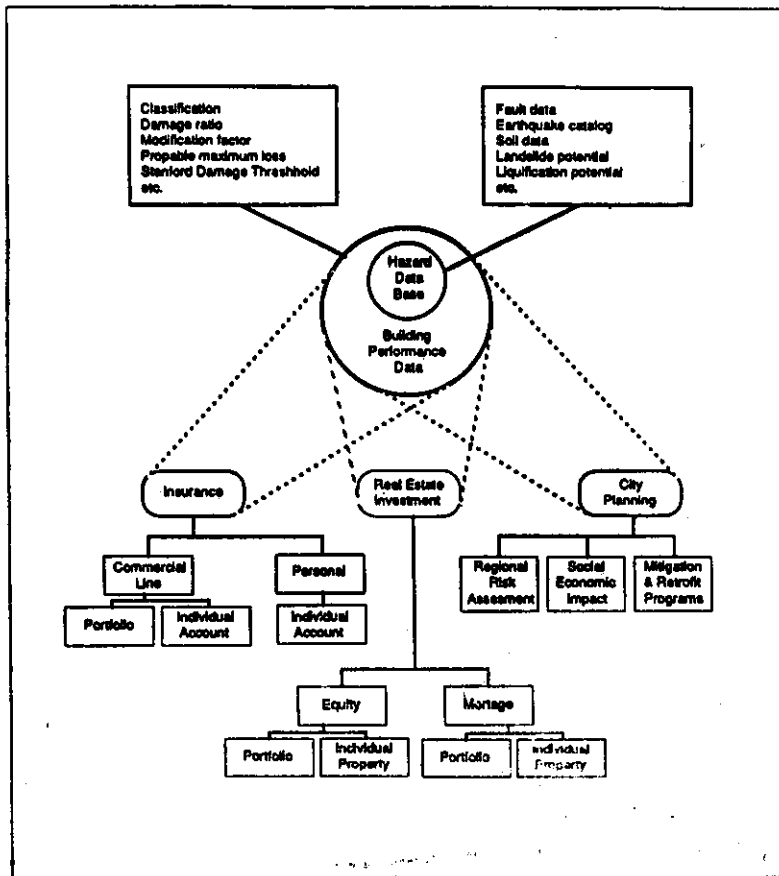 Classification
Damage ratio
Modification factor
Propable maximum loss
Stanford Damage Threshhold
etc.
Fault data
Earthquake catalog
Soil data
Landslide potential
Liquification potential
etc.
Hazard
Data
Base
Building
Performance
Data
Insurance
Real Estate
Investment
City
Planning
Commercial
Line
Personal
Regional
Risk
Assesment
Social
Economic
Impact
Mitigation
& Retrofit
Programs
Portfolio
Individual
Account
Individual
Account
Equity
Mortage
Portfolio
Individual
Property
Portfolio
Individual
Property